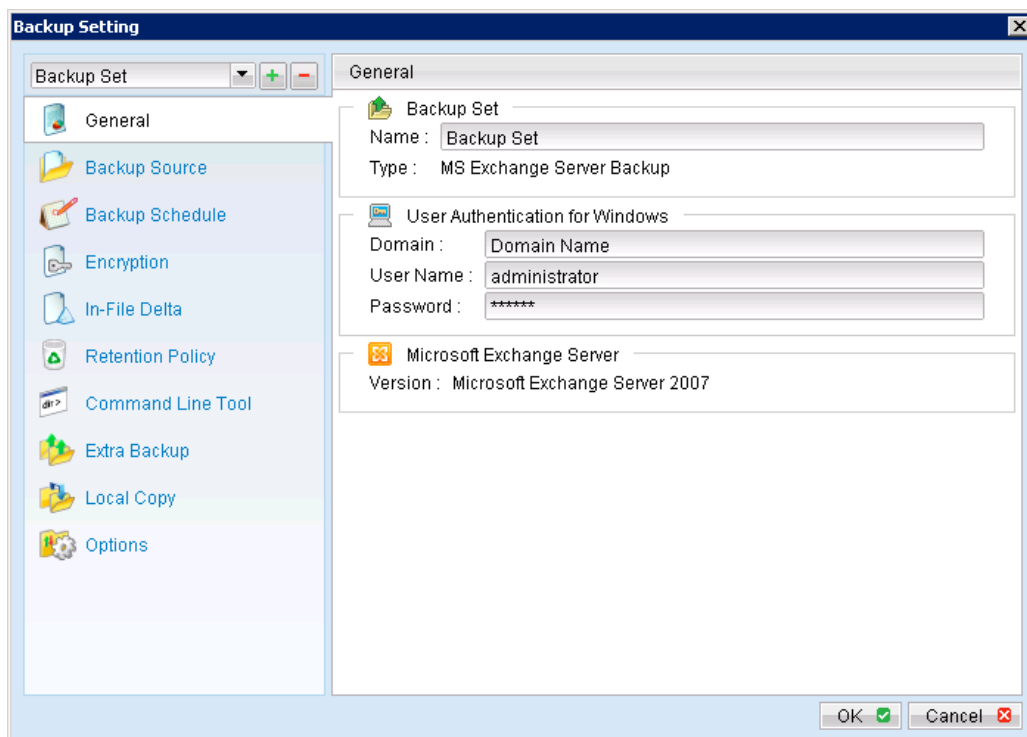 Backup Setting
Backup Set
General
Backup Source
Backup Schedule
Encryption
In-File Delta
Retention Policy
dir>
Command Line Tool
Extra Backup
Local Copy
Options
General
Backup Set
Name : Backup Set
Type : MS Exchange Server Backup
User Authentication for Windows
Domain : Domain Name
User Name : administrator
Password : ******
Microsoft Exchange Server
Version : Microsoft Exchange Server 2007
OK
Cancel